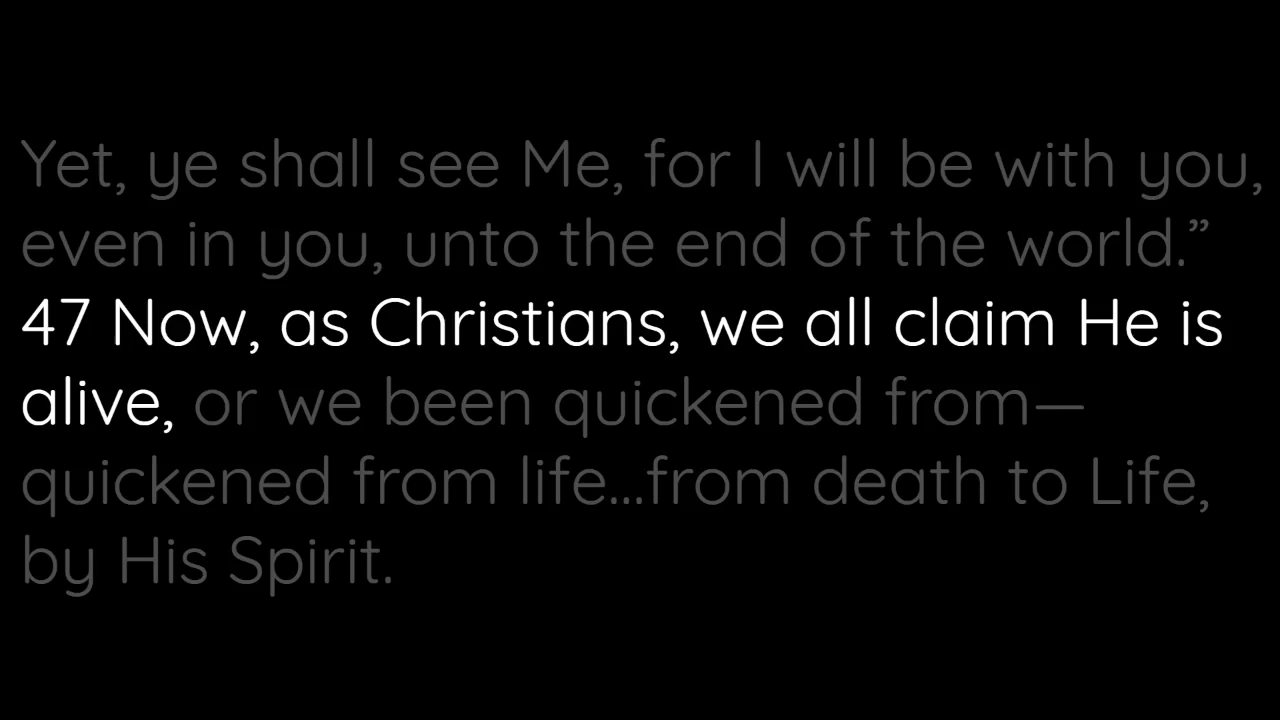 Yet, ye shall see Me, for I will be with you,
even in you, unto the end of the world.”
47 Now, as Christians, we all claim He is
alive, or we been quickened from—
quickened from life...from death to Life,
by His Spirit.